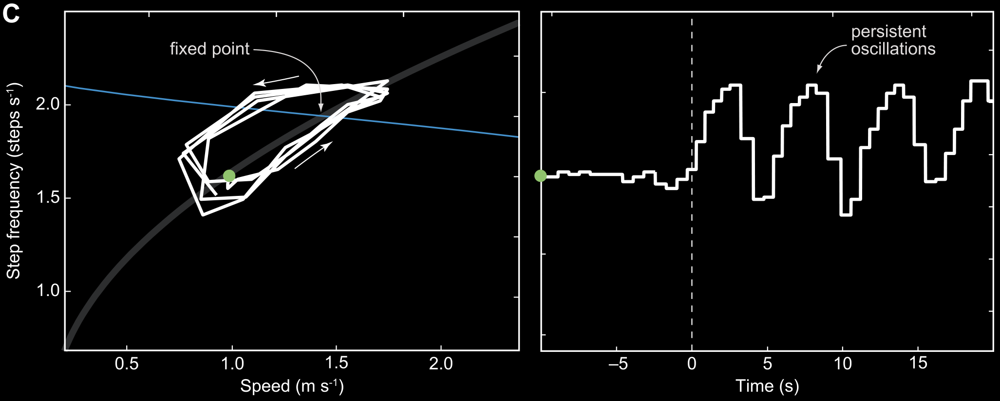 C
fixed point
persistent
oscillations
Step frequency (steps s-1)
2.0
1.5
1.0
0.5
1.0
1.5
2.0
Speed (m s-1)
–5
0
5
10
15
Time (s)